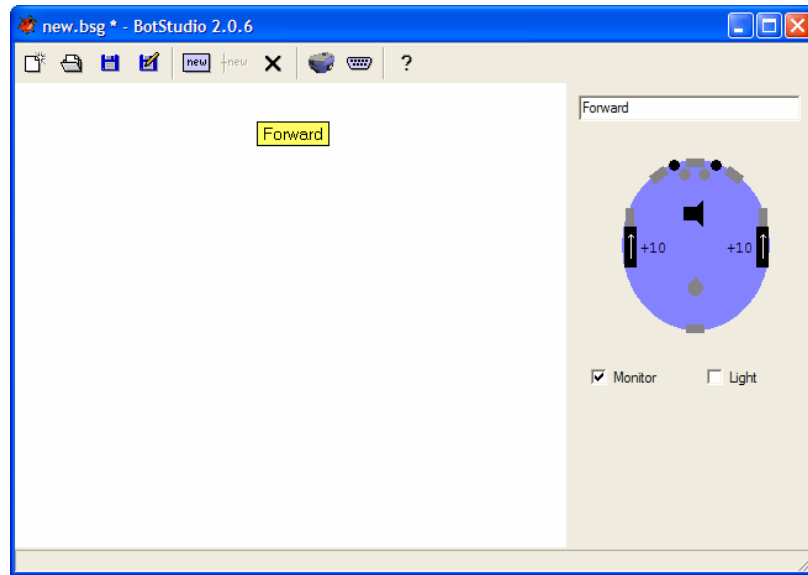 new.bsg * - BotStudio 2.0.6
new new ?
Forward
Forward
+10 +10
Monitor Light